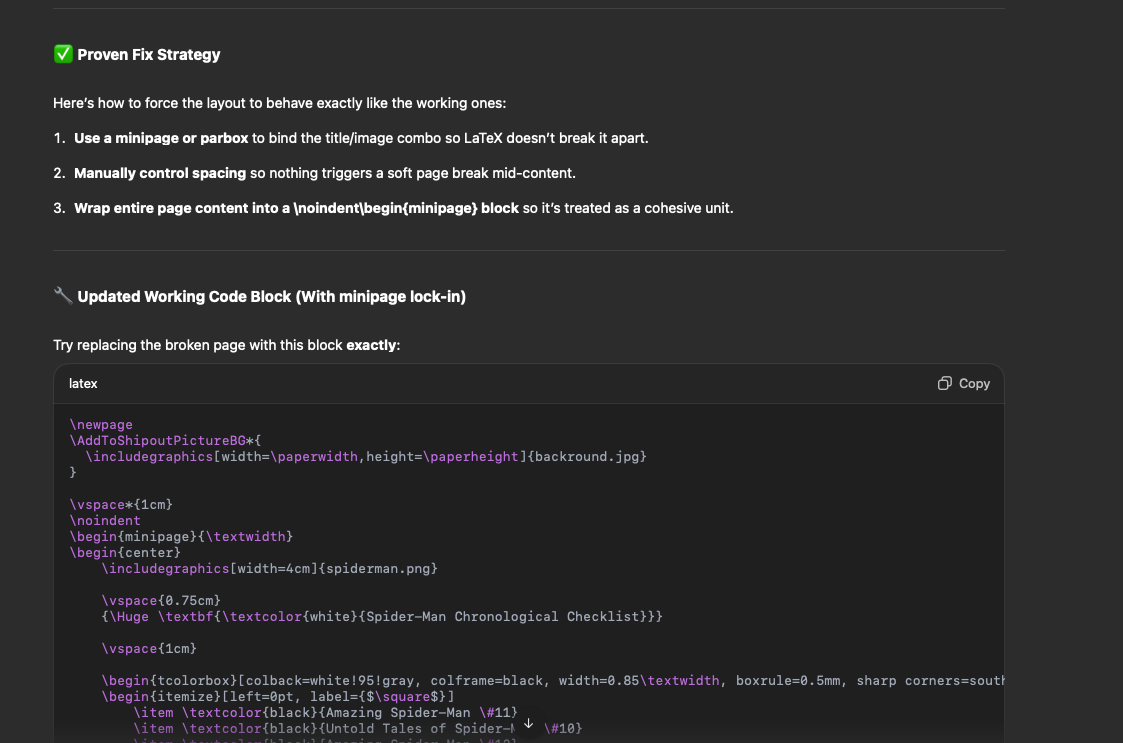 ✅ Proven Fix Strategy
Here's how to force the layout to behave exactly like the working ones:
1. Use a minipage or parbox to bind the title/image combo so LaTeX doesn't break it apart.
2. Manually control spacing so nothing triggers a soft page break mid-content.
3. Wrap entire page content into a \noindent\begin{minipage} block so it's treated as a cohesive unit.
🔧 Updated Working Code Block (With minipage lock-in)
Try replacing the broken page with this block exactly:
latex Copy
\newpage
\AddToShipoutPictureBG*{
  \includegraphics[width=\paperwidth,height=\paperheight]{backround.jpg}
}
\vspace*{1cm}
\noindent
\begin{minipage}{\textwidth}
\begin{center}
    \includegraphics[width=4cm]{spiderman.png}
    \vspace{0.75cm}
    {\Huge \textbf{\textcolor{white}{Spider-Man Chronological Checklist}}}
    \vspace{1cm}
    \begin{tcolorbox}[colback=white!95!gray, colframe=black, width=0.85\textwidth, boxrule=0.5mm, sharp corners=south
    \begin{itemize}[left=0pt, label={$\square$}]
        \item \textcolor{black}{Amazing Spider-Man \#11}
        \item \textcolor{black}{Untold Tales of Spider-M \#10}
        \item \textcolor{black}{Amazing Spider-Man